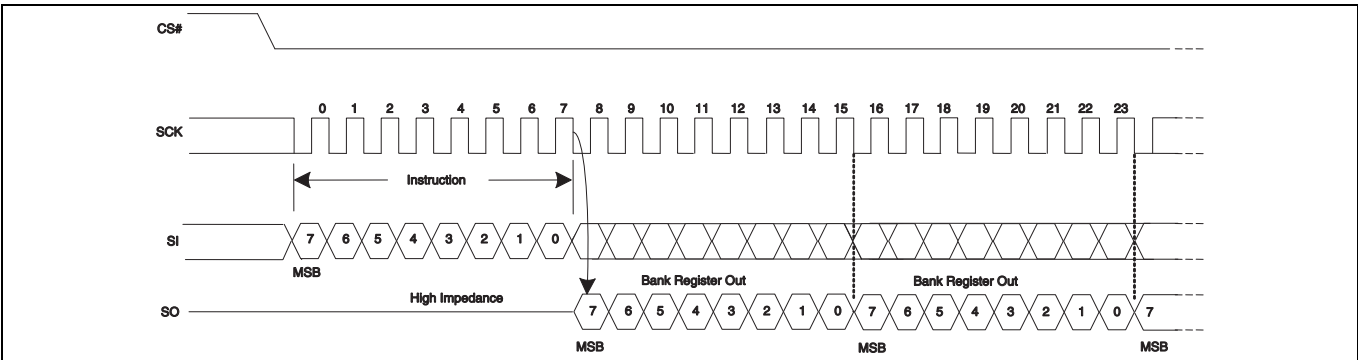 CS#
0 1 2 3 4 5 6 7 8 9 10 11 12 13 14 15 16 17 18 19 20 21 22 23
SCK
Instruction
SI 7 6 5 4 3 2 1 0
MSB
High Impedance Bank Register Out Bank Register Out
SO 7 6 5 4 3 2 1 0 7 6 5 4 3 2 1 0 7
MSB MSB MSB